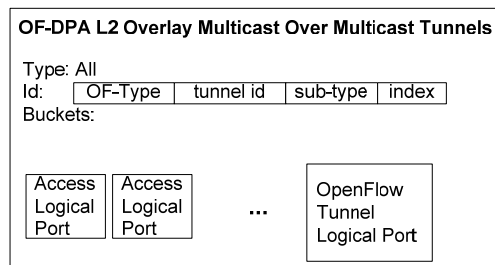 OF-DPA L2 Overlay Multicast Over Multicast Tunnels
Type: All
Id: OF-Type tunnel id sub-type index
Buckets:
Access Logical Port
Access Logical Port
...
OpenFlow Tunnel Logical Port